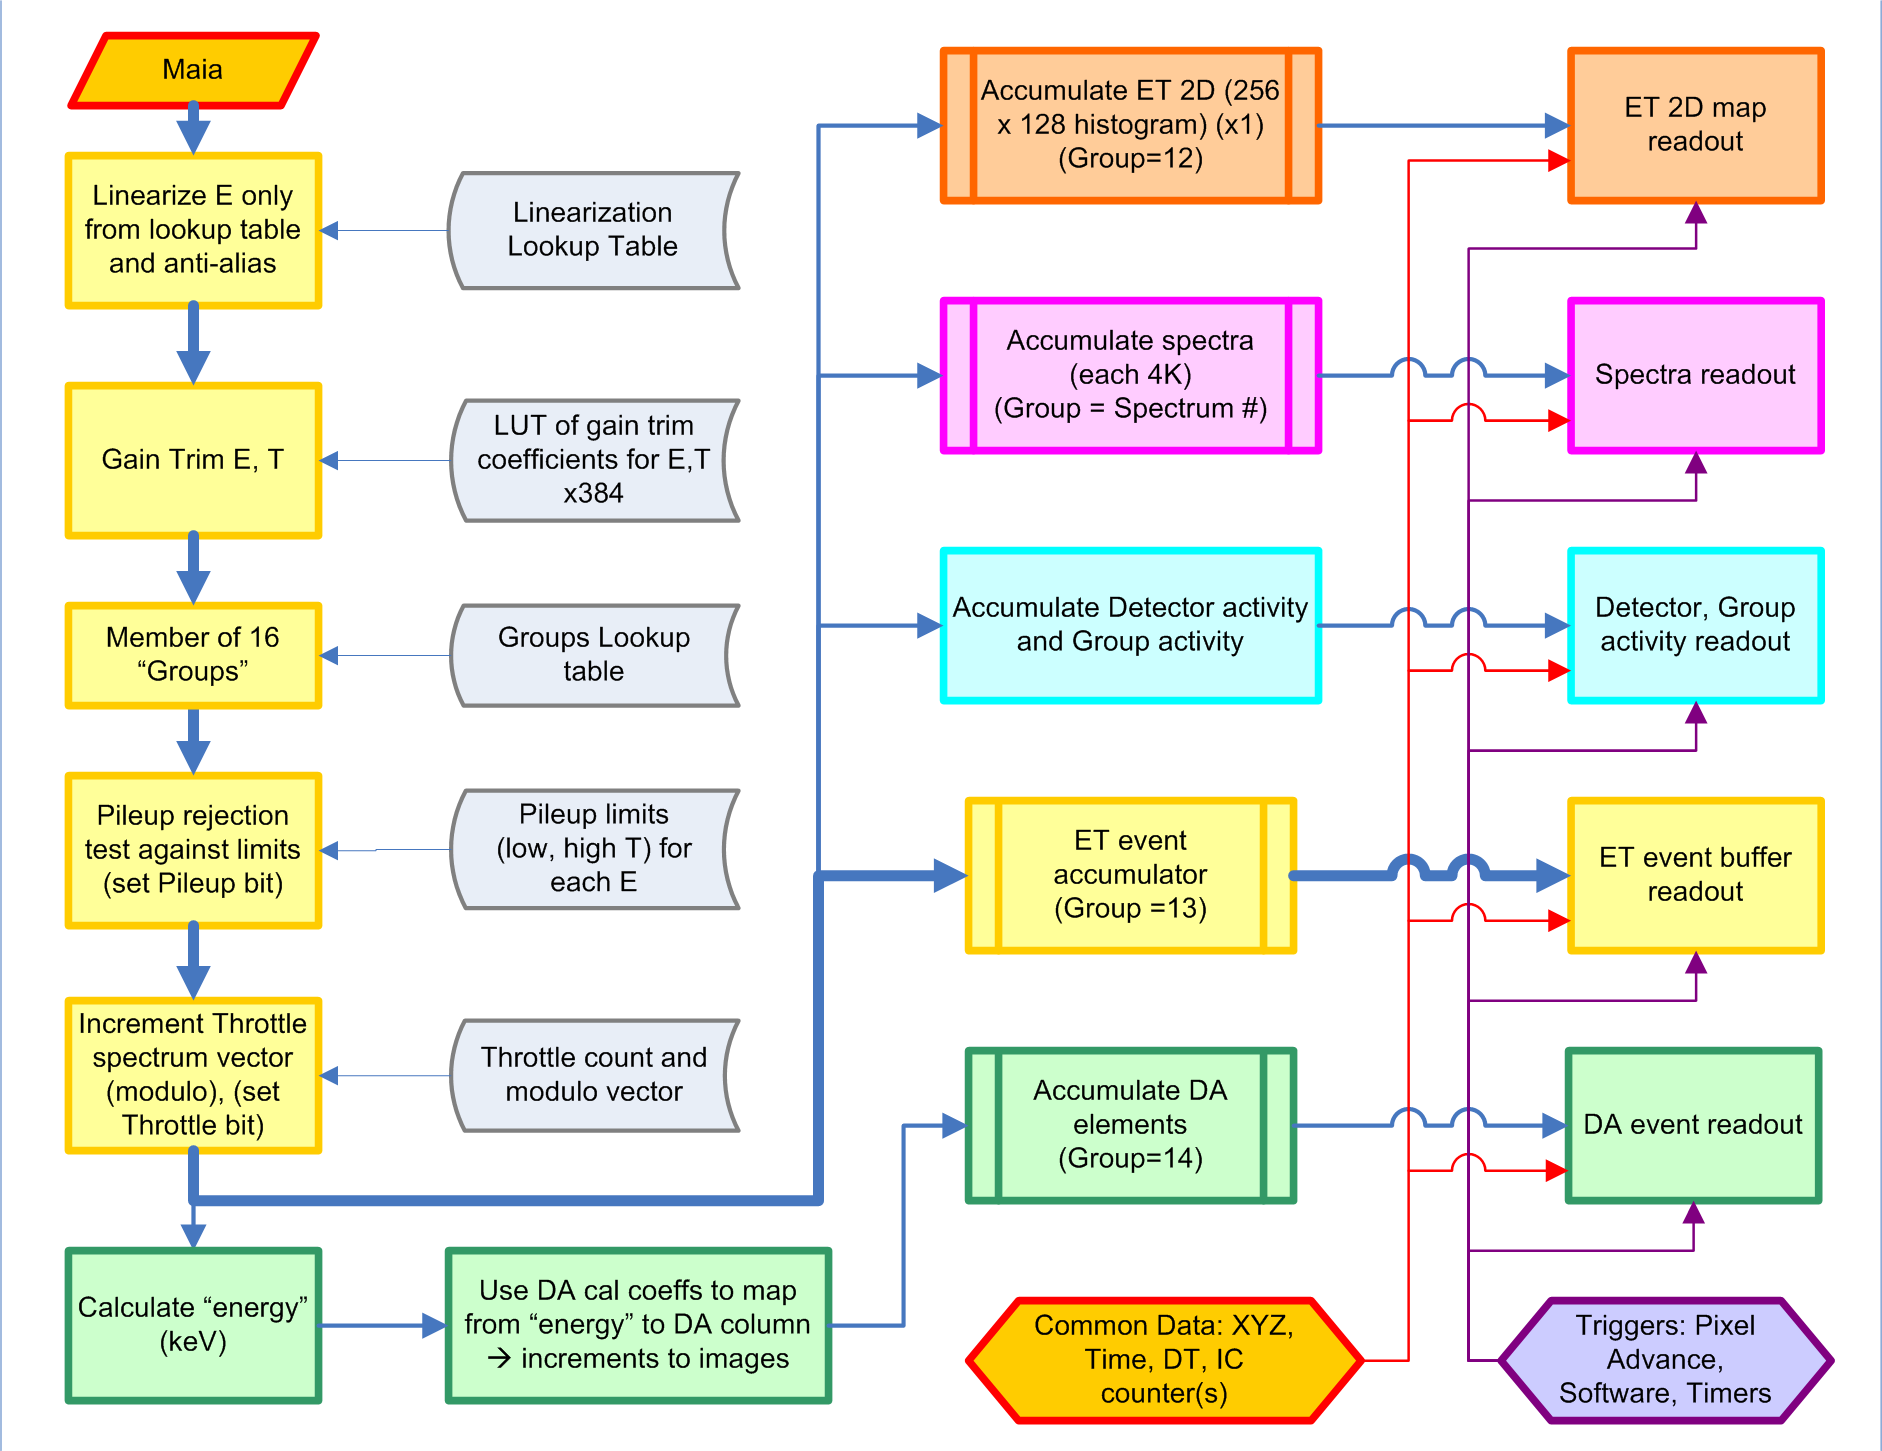 Maia
Linearize E only
from lookup table
and anti-alias
Linearization
Lookup Table
Gain Trim E, T
LUT of gain trim
coefficients for E,T
x384
Member of 16
“Groups”
Groups Lookup
table
Pileup rejection
test against limits
(set Pileup bit)
Pileup limits
(low, high T) for
each E
Increment Throttle
spectrum vector
(modulo), (set
Throttle bit)
Throttle count and
modulo vector
Calculate “energy”
(keV)
Use DA cal coeffs to map
from “energy” to DA column
→ increments to images
Accumulate ET 2D (256
x 128 histogram) (x1)
(Group=12)
ET 2D map
readout
Accumulate spectra
(each 4K)
(Group = Spectrum #)
Spectra readout
Accumulate Detector activity
and Group activity
Detector, Group
activity readout
ET event
accumulator
(Group =13)
ET event buffer
readout
Accumulate DA
elements
(Group=14)
DA event readout
Common Data: XYZ,
Time, DT, IC
counter(s)
Triggers: Pixel
Advance,
Software, Timers